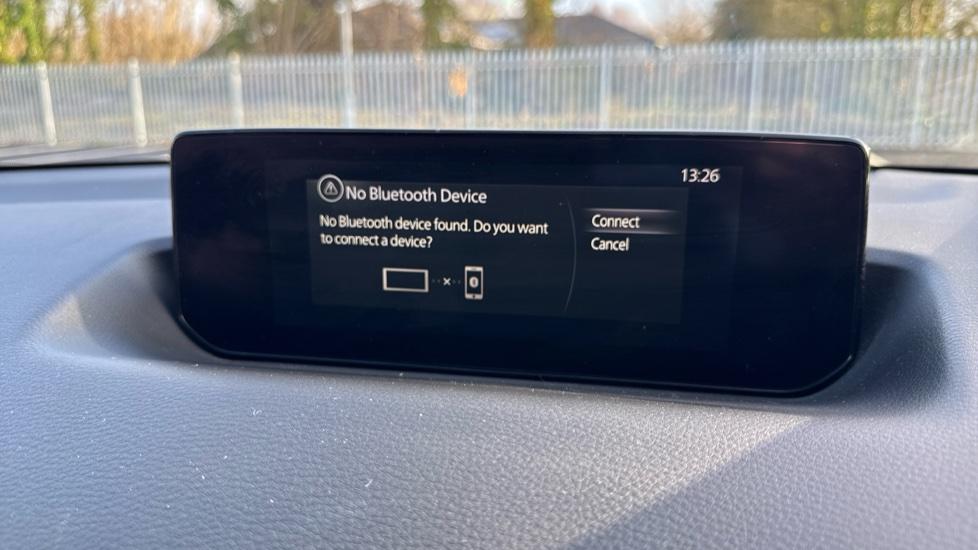 13:26
No Bluetooth Device
No Bluetooth device found. Do you want
to connect a device?
Connect
Cancel